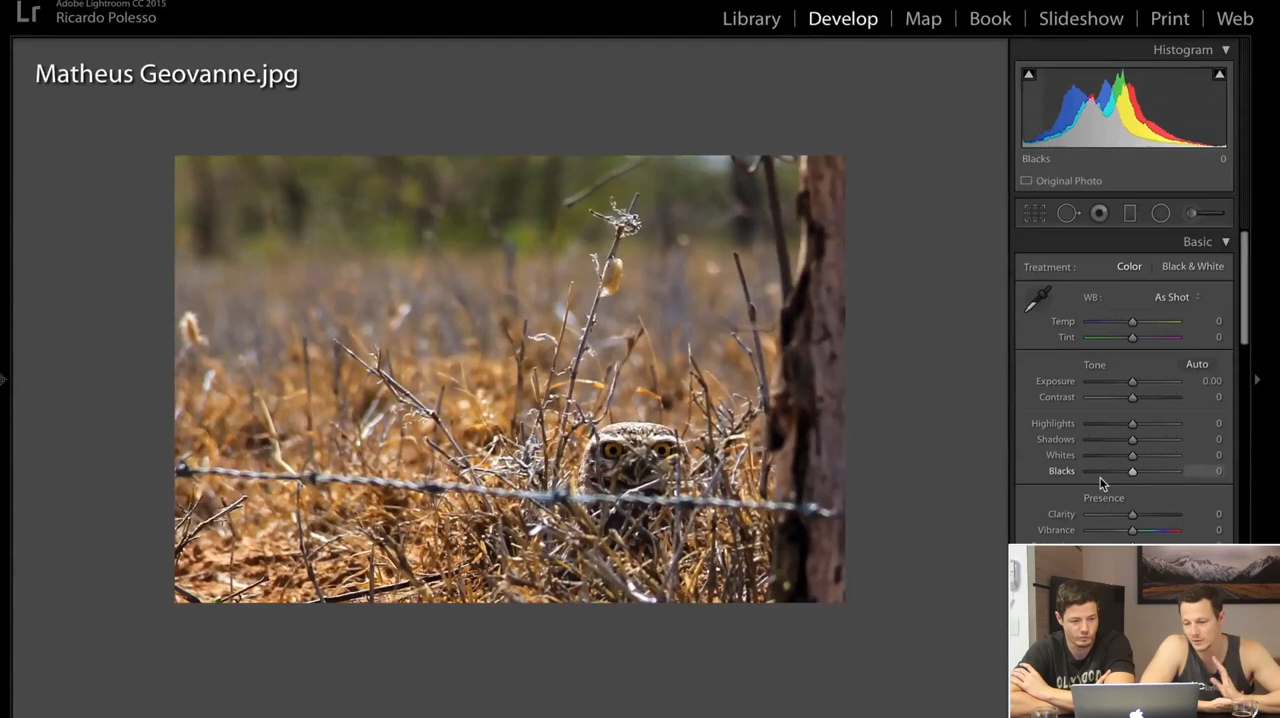 Lr
Adobe Lightroom CC 2015
Ricardo Polesso
Library | Develop | Map | Book | Slideshow | Print | Web
Matheus Geovanne.jpg
Histogram
Blacks 0
Original Photo
Basic
Treatment : Color Black & White
WB : As Shot
Temp 0
Tint 0
Tone Auto
Exposure 0.00
Contrast 0
Highlights 0
Shadows 0
Whites 0
Blacks 0
Presence
Clarity 0
Vibrance 0